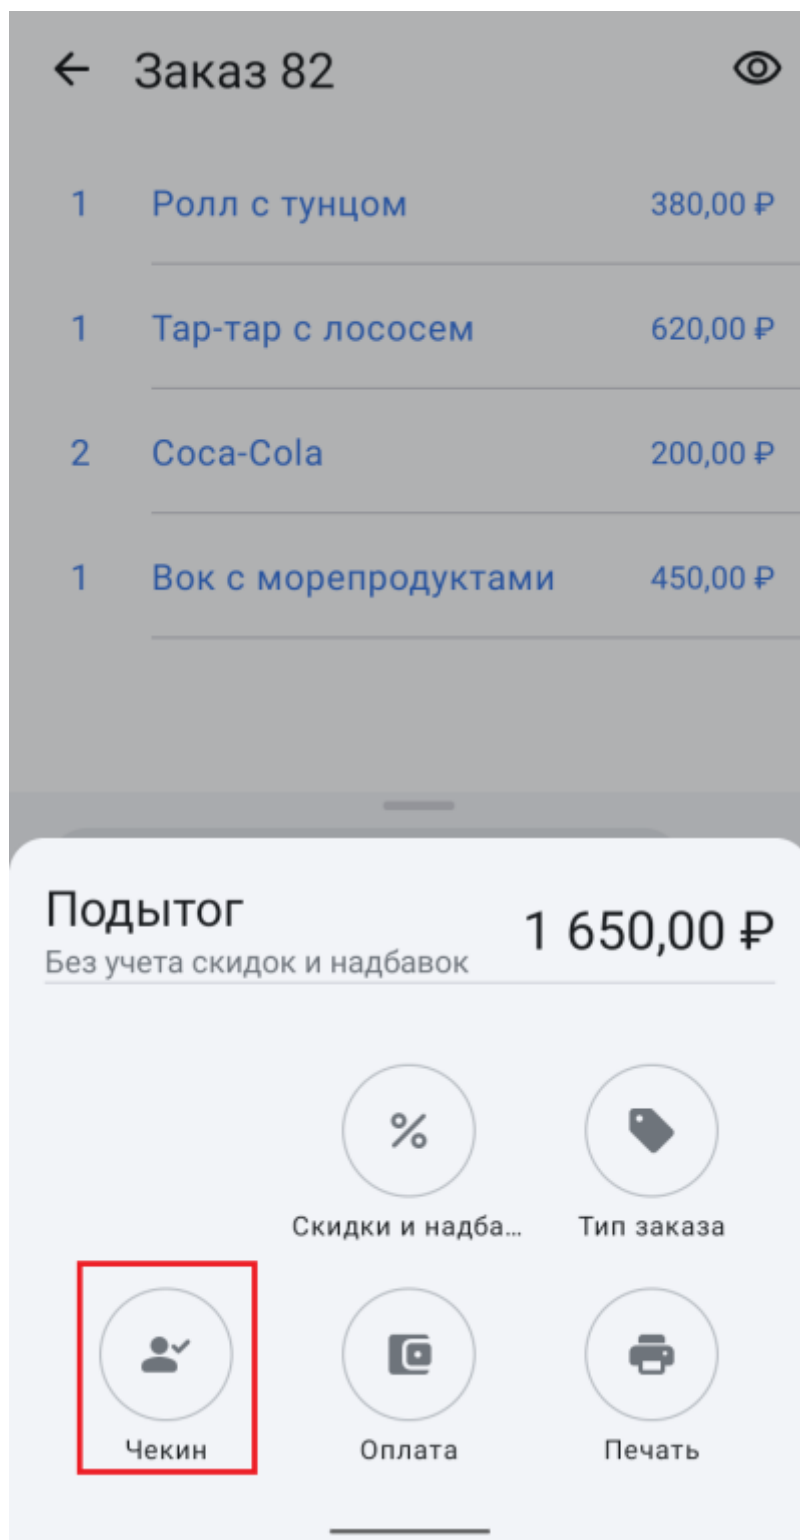 Заказ 82
1 Ролл с тунцом 380,00 ₽
1 Тар-тар с лососем 620,00 ₽
2 Coca-Cola 200,00 ₽
1 Вок с морепродуктами 450,00 ₽
Подытог 1 650,00 ₽
Без учета скидок и надбавок
%
Скидки и надба... Тип заказа
Чекин Оплата Печать